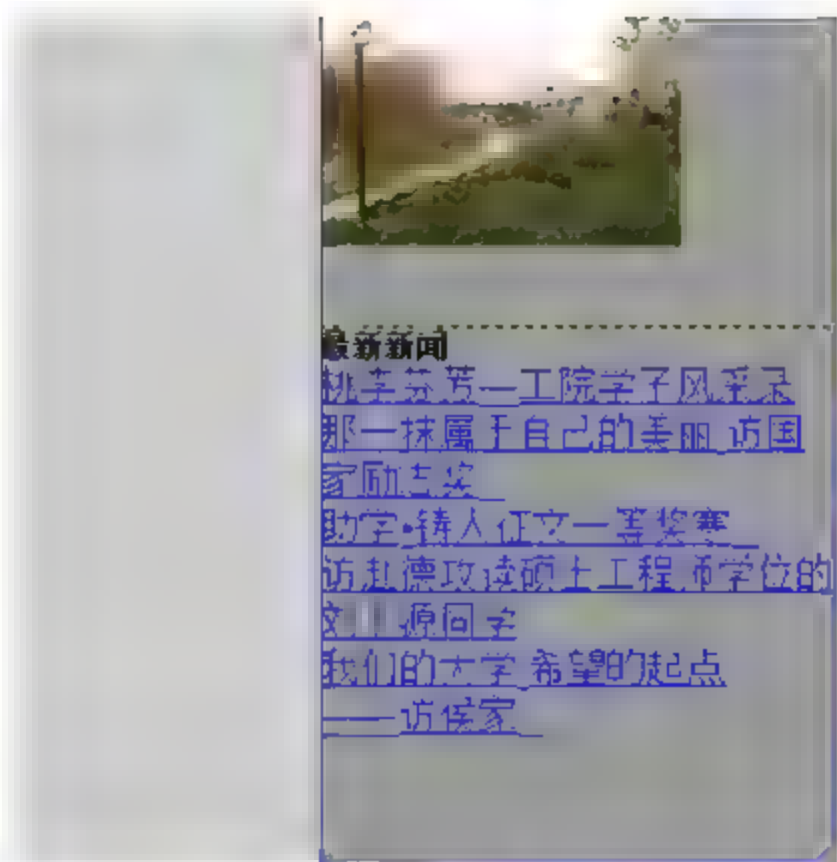 最新新闻
桃李芬芳—工院学子风采录
那一抹属于自己的美丽 访国
家励志奖
助学•铸人征文一等奖赛
访赴德攻读硕士工程师学位的
源同学
我们的大学 希望的起点
——访侯家